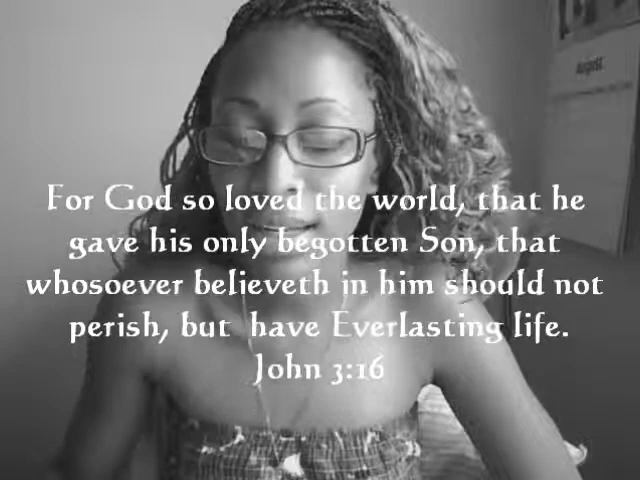 August
For God so loved the world, that he
gave his only begotten Son, that
whosoever believeth in him should not
perish, but have Everlasting life.
John 3:16